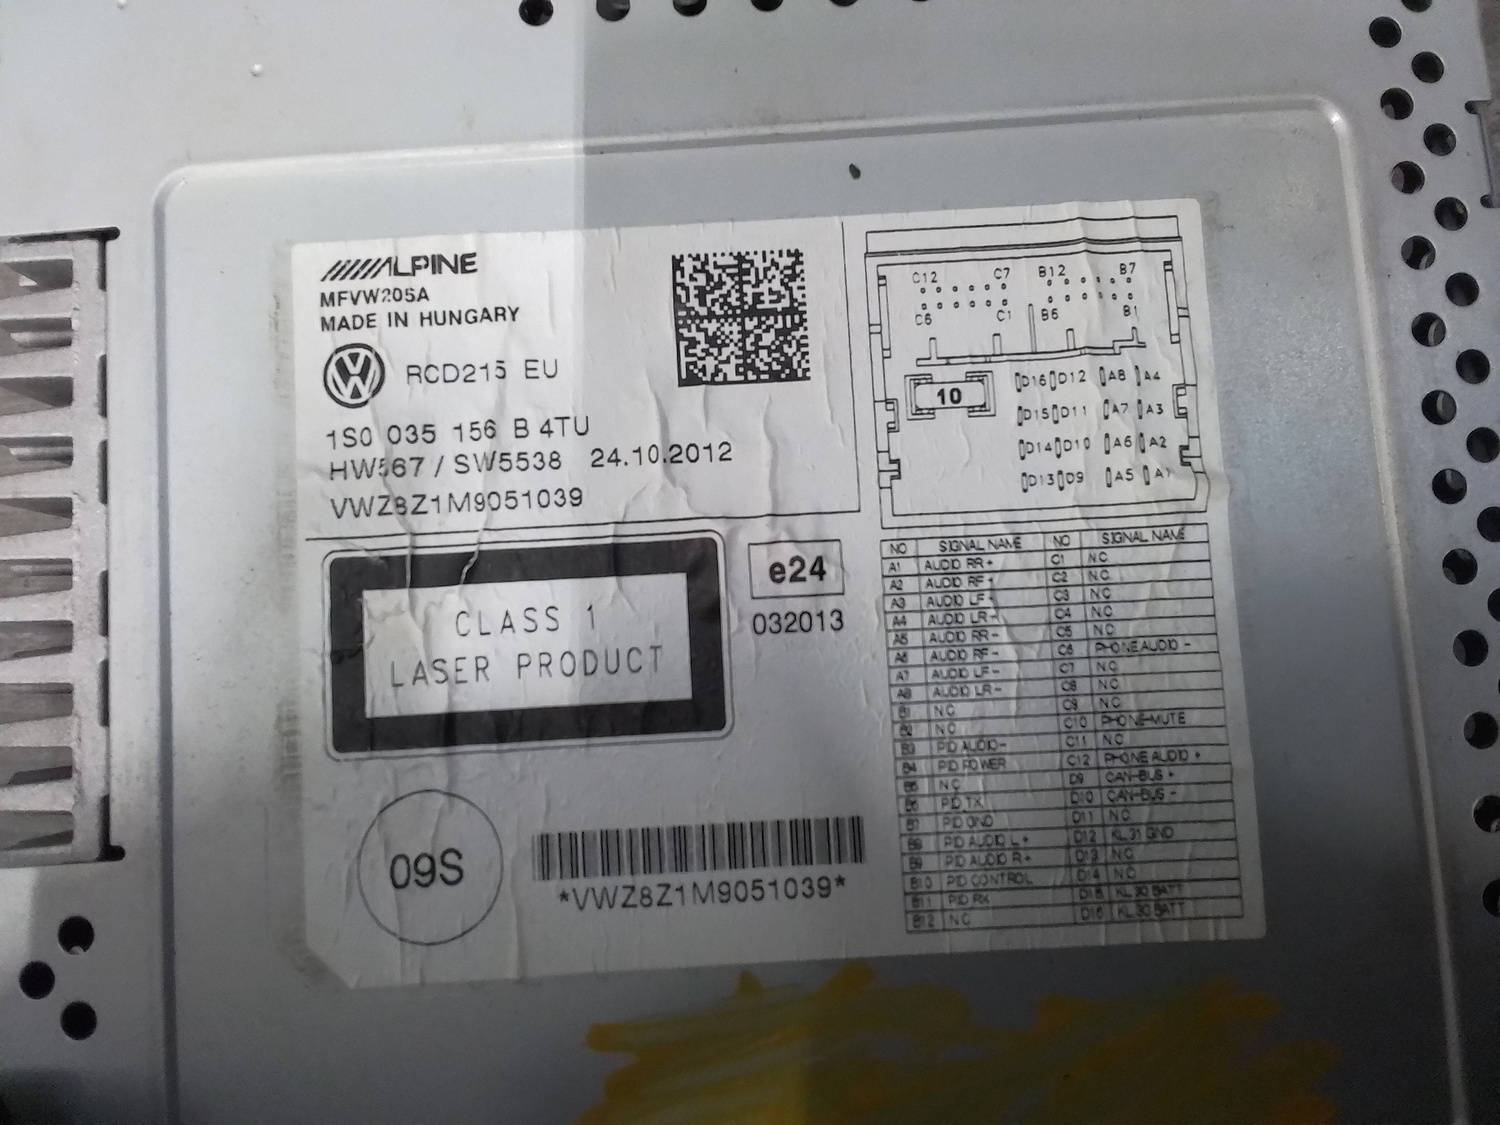 ALPINE
MFVW205A
MADE IN HUNGARY
RCD215 EU
1S0 035 156 B 4TU
HW567 / SW5538 24.10.2012
VWZ8Z1M9051039
CLASS 1
LASER PRODUCT
e24
032013
09S
*VWZ8Z1M9051039*
C12 C7 B12 B7
C6 C1 B6 B1
10
D16 D12 A8 A4
D15 D11 A7 A3
D14 D10 A6 A2
D13 D9 A5 A1
NO SIGNAL NAME NO SIGNAL NAME
A1 AUDIO RR+ C1 NC
A2 AUDIO RF+ C2 NC
A3 AUDIO LF+ C3 NC
A4 AUDIO LR+ C4 NC
A5 AUDIO RR- C5 NC
A6 AUDIO RF- C6 PHONE AUDIO -
A7 AUDIO LF- C7 NC
A8 AUDIO LR- C8 NC
B1 NC C9 NC
B2 NC C10 PHONE-MUTE
B3 PID AUDIO- C11 NC
B4 PID POWER C12 PHONE AUDIO +
B5 NC D9 CAN-BUS +
B6 PID TX D10 CAN-BUS -
B7 PID GND D11 NC
B8 PID AUDIO L+ D12 KL 31 GND
B9 PID AUDIO R+ D13 NC
B10 PID CONTROL D14 NC
B11 PID RX D15 KL 30 BATT
B12 NC D16 KL 30 BATT